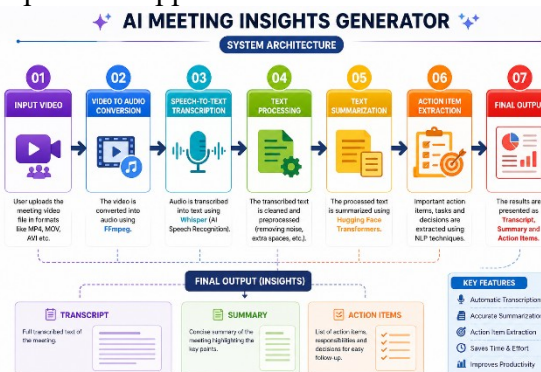 AI MEETING INSIGHTS GENERATOR
SYSTEM ARCHITECTURE
01
INPUT VIDEO
User uploads the
meeting video
file in formats
like MP4, MOV,
AVI etc.
02
VIDEO TO AUDIO
CONVERSION
The video is
converted into
audio using
FFmpeg.
03
SPEECH-TO-TEXT
TRANSCRIPTION
Audio is transcribed
into text using
Whisper (AI
Speech Recognition).
04
TEXT
PROCESSING
The transcribed text
is cleaned and
preprocessed
(removing noise,
extra spaces, etc.).
05
TEXT
SUMMARIZATION
The processed text
is summarized using
Hugging Face
Transformers.
06
ACTION ITEM
EXTRACTION
Important action
items, tasks and
decisions are
extracted using
NLP techniques.
07
FINAL OUTPUT
The results are
presented as
Transcript,
Summary and
Action Items.
FINAL OUTPUT (INSIGHTS)
TRANSCRIPT
Full transcribed text of
the meeting.
SUMMARY
Concise summary of the
meeting highlighting the
key points.
ACTION ITEMS
List of action items,
responsibilities and
decisions for easy
follow-up.
KEY FEATURES
Automatic Transcription
Accurate Summarization
Action Item Extraction
Saves Time & Effort
Improves Productivity